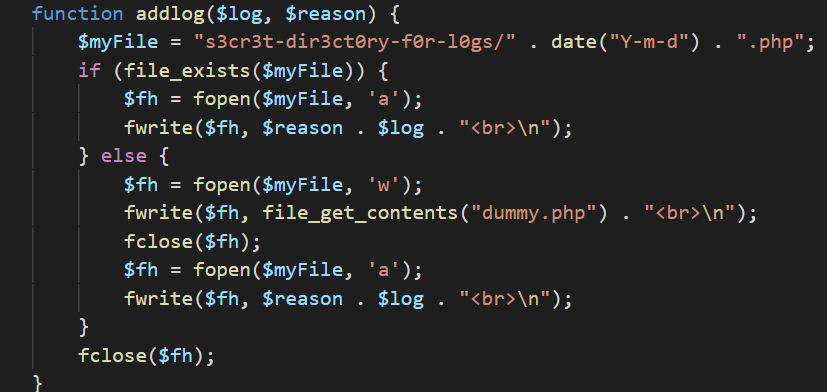 function addlog($log, $reason) {
    $myFile = "s3cr3t-dir3ct0ry-f0r-l0gs/" . date("Y-m-d") . ".php";
    if (file_exists($myFile)) {
        $fh = fopen($myFile, 'a');
        fwrite($fh, $reason . $log . "<br>\n");
    } else {
        $fh = fopen($myFile, 'w');
        fwrite($fh, file_get_contents("dummy.php") . "<br>\n");
        fclose($fh);
        $fh = fopen($myFile, 'a');
        fwrite($fh, $reason . $log . "<br>\n");
    }
    fclose($fh);
}